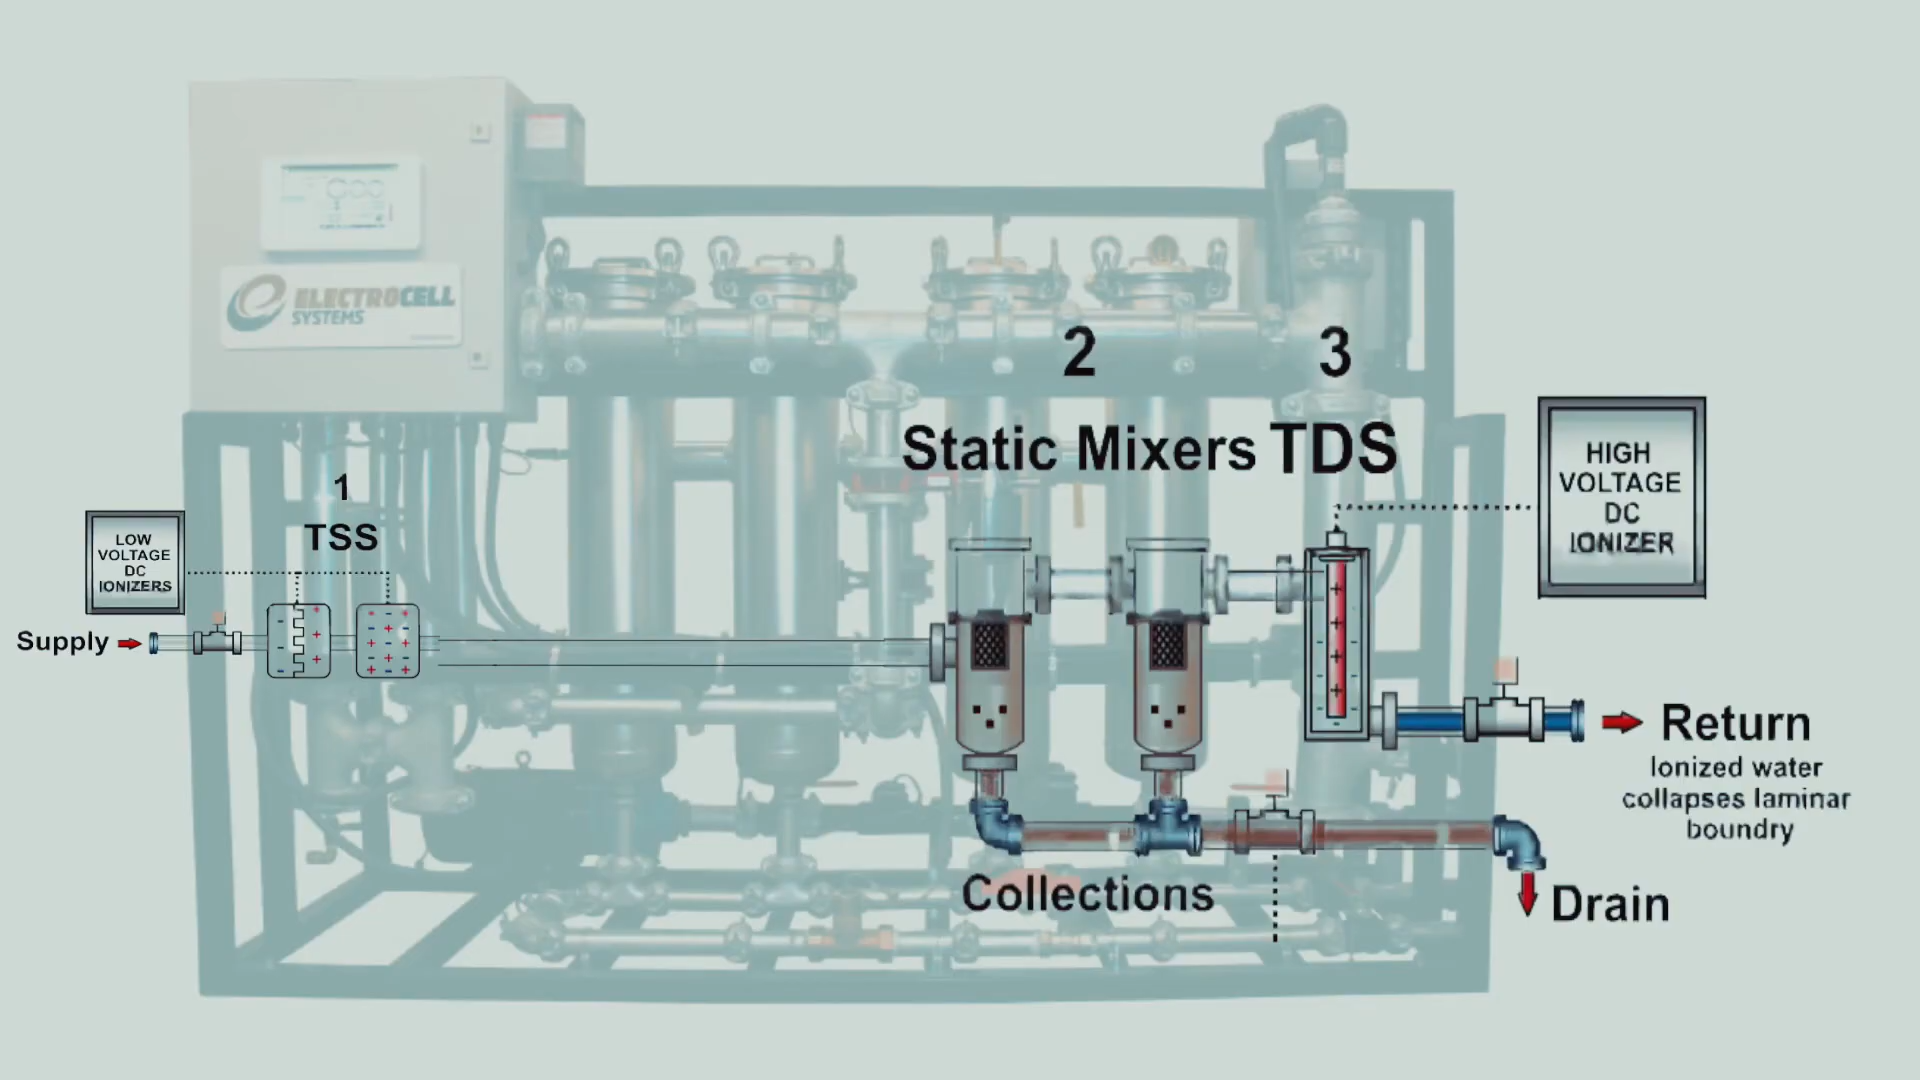 ELECTROCELL
SYSTEMS
1
TSS
LOW
VOLTAGE
DC
IONIZERS
Supply
2
Static Mixers
3
TDS
HIGH
VOLTAGE
DC
IONIZER
Return
Ionized water
collapses laminar
boundry
Collections
Drain